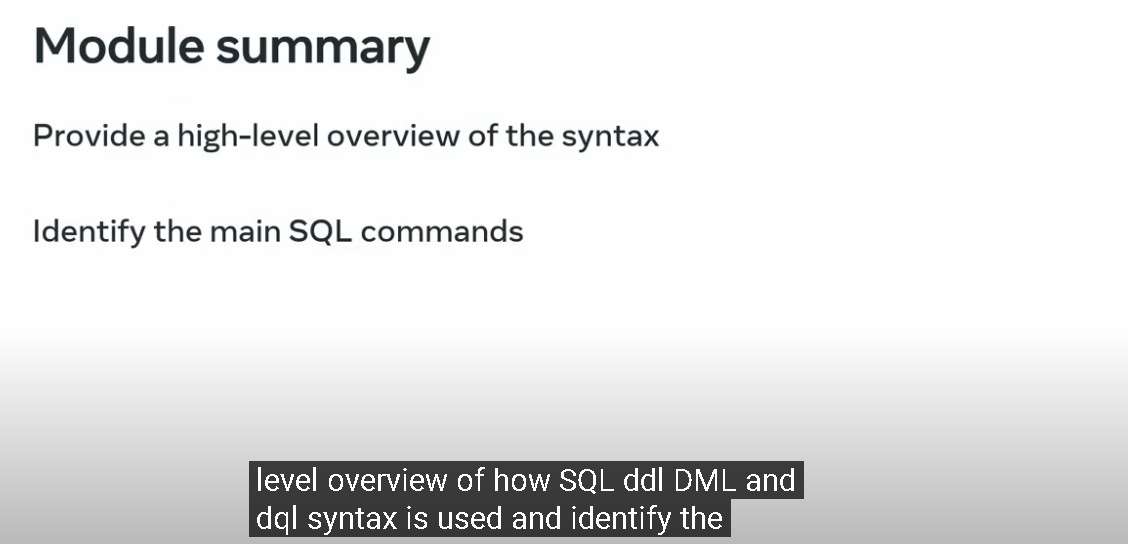 Module summary
Provide a high-level overview of the syntax
Identify the main SQL commands
level overview of how SQL ddl DML and
dql syntax is used and identify the